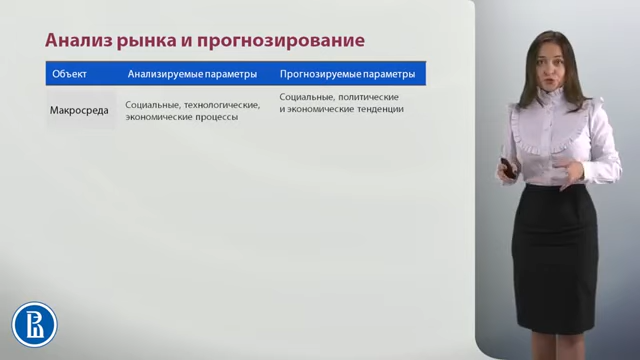 Анализ рынка и прогнозирование
Объект Анализируемые параметры Прогнозируемые параметры
Макросреда
Социальные, технологические,
экономические процессы
Социальные, политические
и экономические тенденции